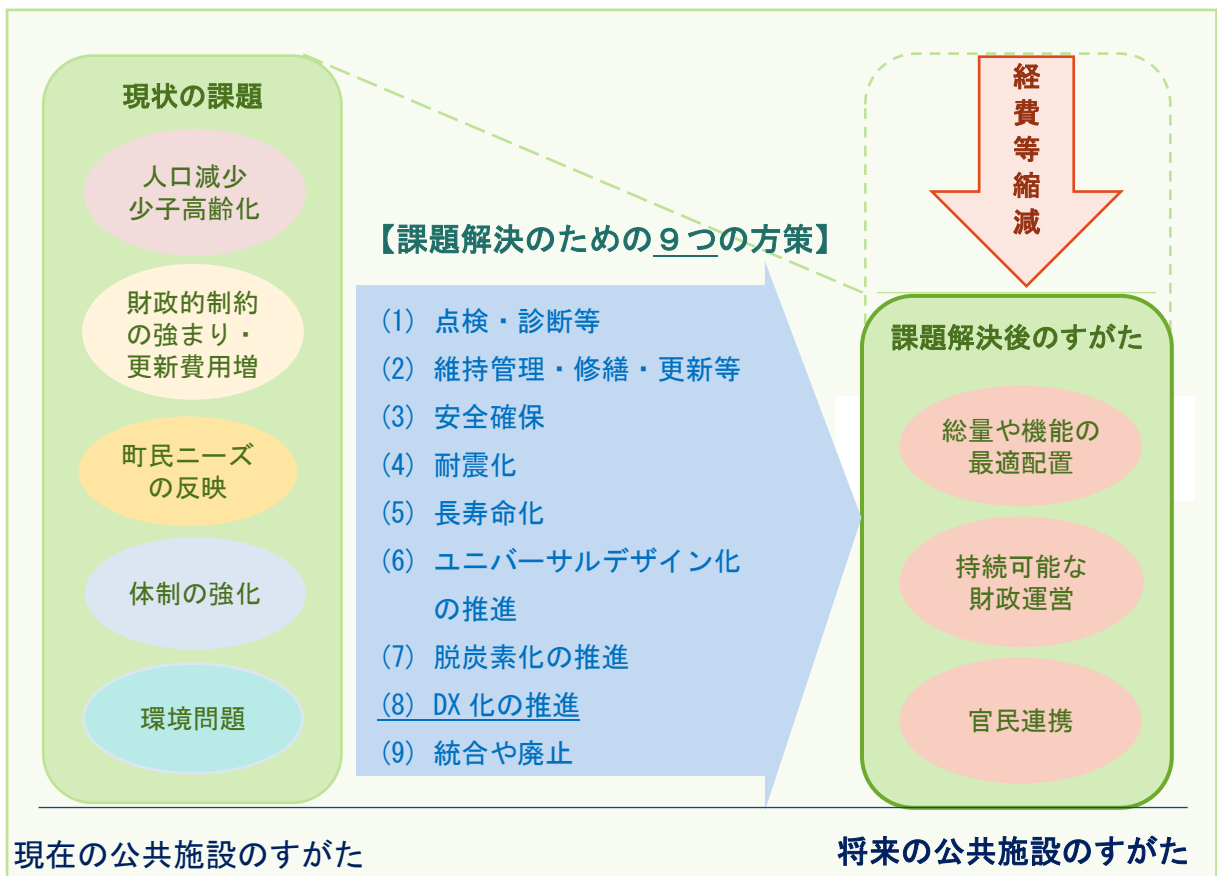 現状の課題
人口減少
少子高齢化
財政的制約
の強まり・
更新費用増
町民ニーズ
の反映
体制の強化
環境問題
現在の公共施設のすがた
【課題解決のための９つの方策】
(1) 点検・診断等
(2) 維持管理・修繕・更新等
(3) 安全確保
(4) 耐震化
(5) 長寿命化
(6) ユニバーサルデザイン化
の推進
(7) 脱炭素化の推進
(8) DX 化の推進
(9) 統合や廃止
経費等縮減
課題解決後のすがた
総量や機能の
最適配置
持続可能な
財政運営
官民連携
将来の公共施設のすがた